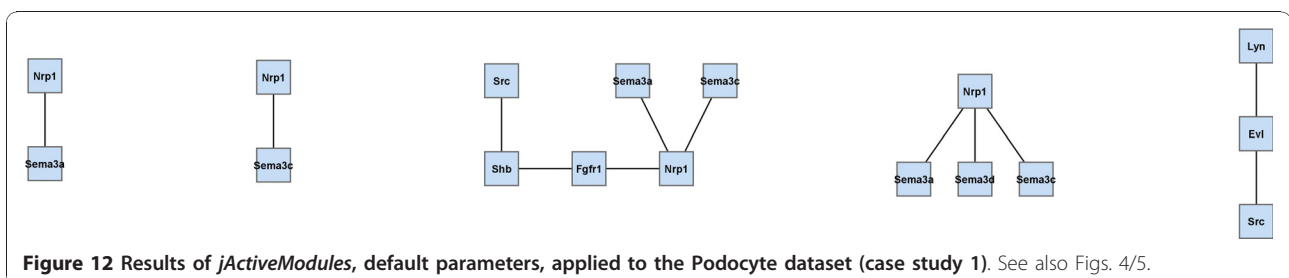 Nrp1
Sema3a
Nrp1
Sema3c
Src
Sema3a
Sema3c
Shb
Fgfr1
Nrp1
Nrp1
Sema3a
Sema3d
Sema3c
Lyn
Evl
Src
Figure 12 Results of jActiveModules, default parameters, applied to the Podocyte dataset (case study 1). See also Figs. 4/5.